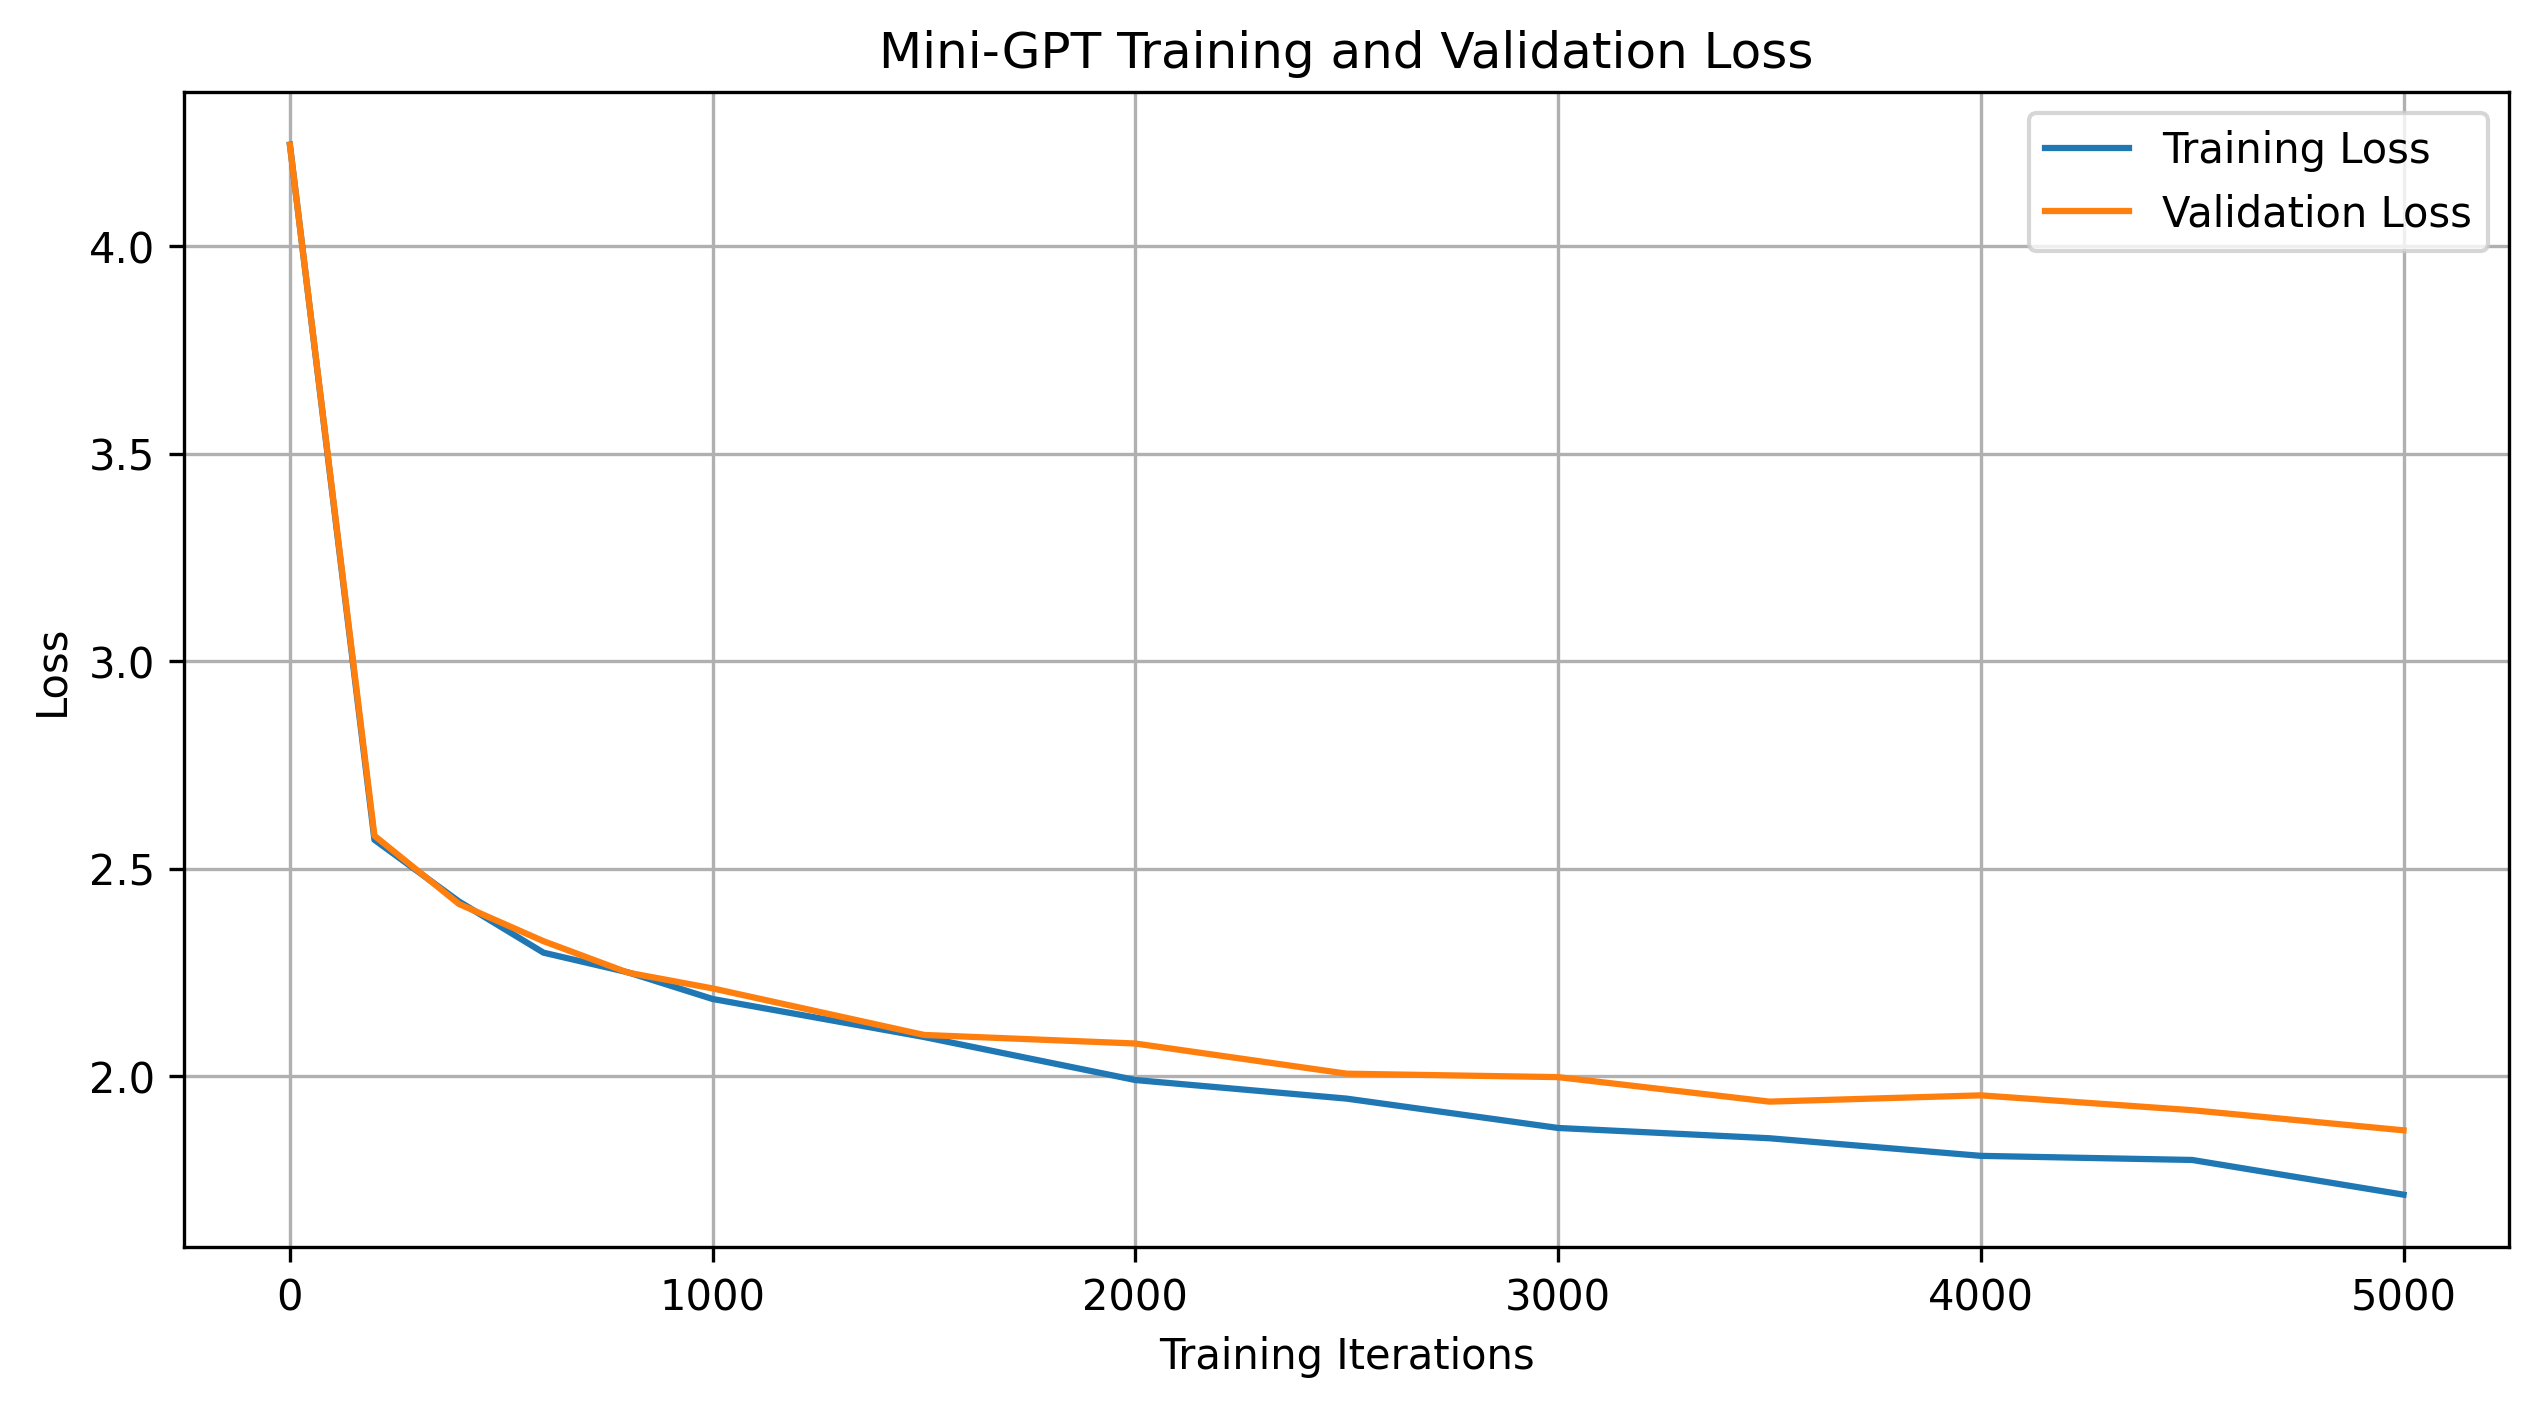 Mini-GPT Training and Validation Loss
Training Loss
Validation Loss
4.0
3.5
3.0
2.5
2.0
Loss
0 1000 2000 3000 4000 5000
Training Iterations